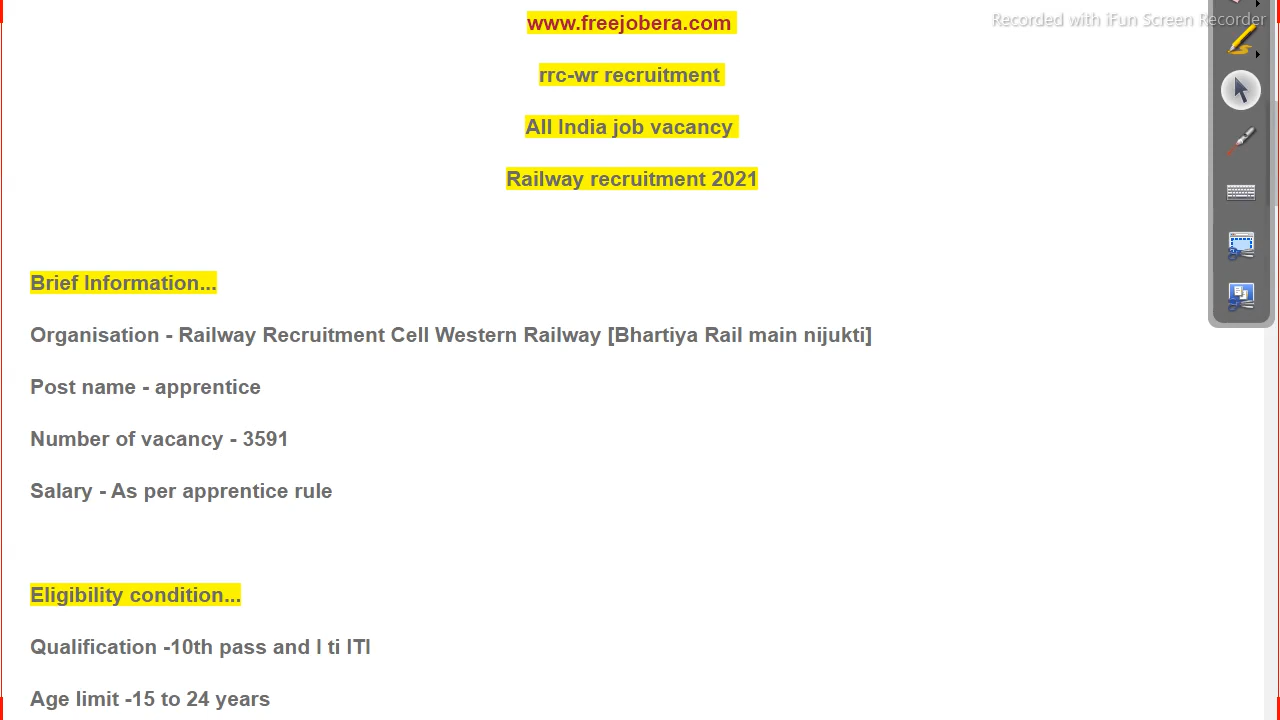 www.freejobera.com
Recorded with iFun Screen Recorder
rrc-wr recruitment
All India job vacancy
Railway recruitment 2021
Brief Information...
Organisation - Railway Recruitment Cell Western Railway [Bhartiya Rail main nijukti]
Post name - apprentice
Number of vacancy - 3591
Salary - As per apprentice rule
Eligibility condition...
Qualification -10th pass and I ti ITI
Age limit -15 to 24 years